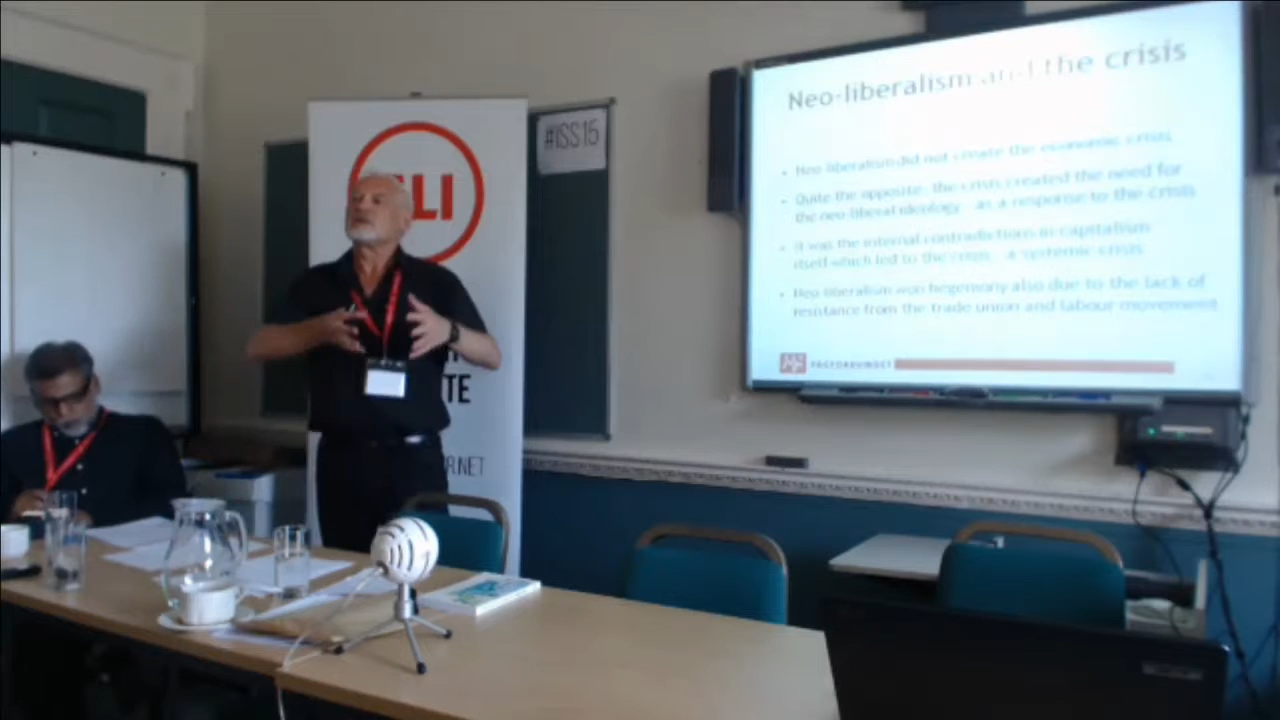 #ISS15
LI
TE
R.NET
Neo-liberalism and the crisis
Neo-liberalism did not create the economic crisis
Quite the opposite, the crisis created the need for
the neo-liberal ideology - as a response to the crisis
It was the internal contradictions in capitalism
itself which led to the crisis - a systemic crisis
Neo-liberalism won hegemony also due to the lack of
resistance from the trade union and labour movement
FAGFORBUNDET